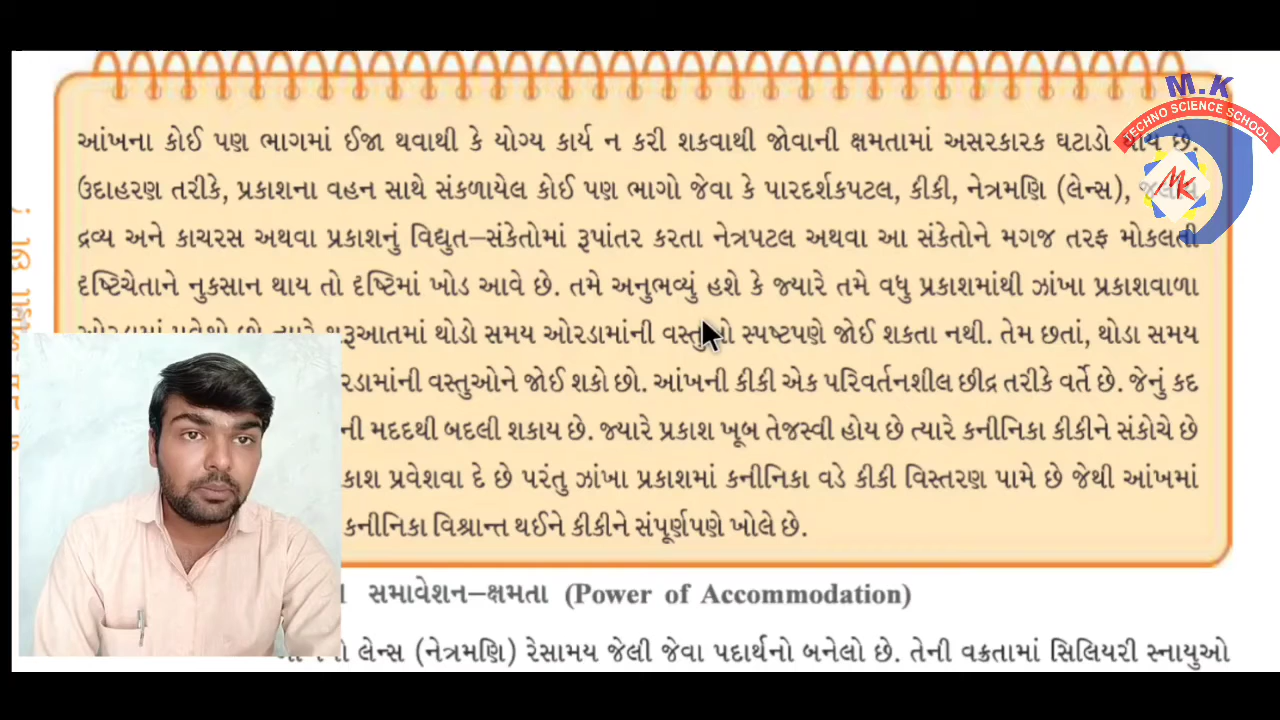 M.K
TECHNO SCIENCE SCHOOL
MK
આંખના કોઈ પણ ભાગમાં ઈજા થવાથી કે યોગ્ય કાર્ય ન કરી શકવાથી જોવાની ક્ષમતામાં અસરકારક ઘટાડો થાય છે.
ઉદાહરણ તરીકે, પ્રકાશના વહન સાથે સંકળાયેલ કોઈ પણ ભાગો જેવા કે પારદર્શકપટલ, કીકી, નેત્રમણિ (લેન્સ),
દ્રવ્ય અને કાચરસ અથવા પ્રકાશનું વિદ્યુત–સંકેતોમાં રૂપાંતર કરતા નેત્રપટલ અથવા આ સંકેતોને મગજ તરફ મોકલતી
દૃષ્ટિચેતાને નુકસાન થાય તો દૃષ્ટિમાં ખોડ આવે છે. તમે અનુભવ્યું હશે કે જ્યારે તમે વધુ પ્રકાશમાંથી ઝાંખા પ્રકાશવાળા
થોડો સમય ઓરડામાંની સ્પષ્ટપણે જોઈ શકતા નથી. તેમ છતાં, થોડા સમય
વસ્તુઓને જોઈ શકો છો. આંખની કીકી એક પરિવર્તનશીલ છીદ્ર તરીકે વર્તે છે. જેનું કદ
મદદથી બદલી શકાય છે. જ્યારે પ્રકાશ ખૂબ તેજસ્વી હોય છે ત્યારે કનીનિકા કીકીને સંકોચે છે
પ્રવેશવા દે છે પરંતુ ઝાંખા પ્રકાશમાં કનીનિકા વડે કીકી વિસ્તરણ પામે છે જેથી આંખમાં
કનીનિકા વિશ્રાન્ત થઈને કીકીને સંપૂર્ણપણે ખોલે છે.
સમાવેશન–ક્ષમતા (Power of Accommodation)
લેન્સ (નેત્રમણિ) રેસામય જેલી જેવા પદાર્થનો બનેલો છે. તેની વક્રતામાં સિલિયરી સ્નાયુઓ